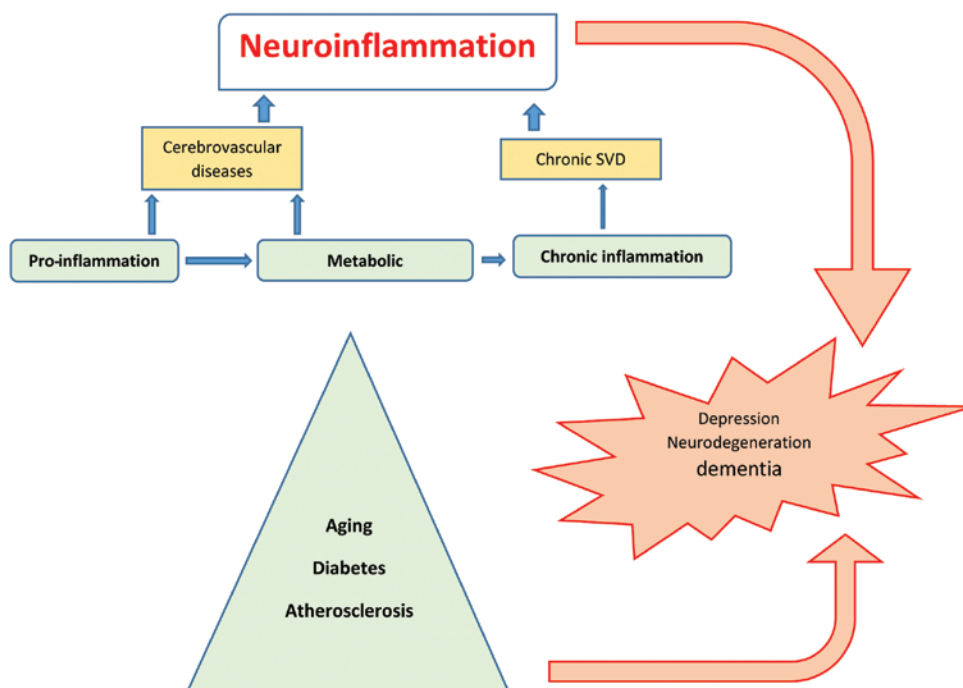 Neuroinflammation
Cerebrovascular
diseases
Chronic SVD
Pro-inflammation
Metabolic
Chronic inflammation
Depression
Neurodegeneration
dementia
Aging
Diabetes
Atherosclerosis